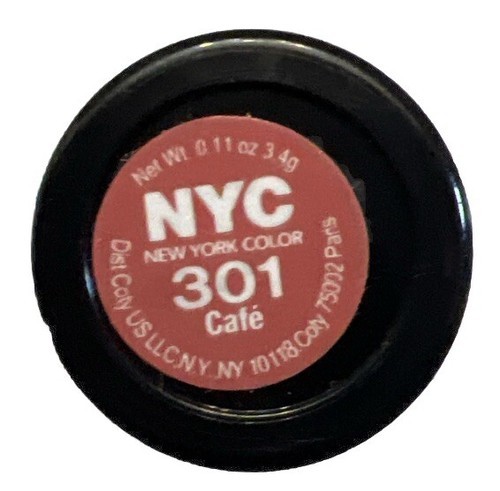 Net Wt. 0.11 oz 3.4g
NYC
NEW YORK COLOR
301
Café
Dist Coty US LLC, N.Y. NY 10118. Coty 75002 Paris